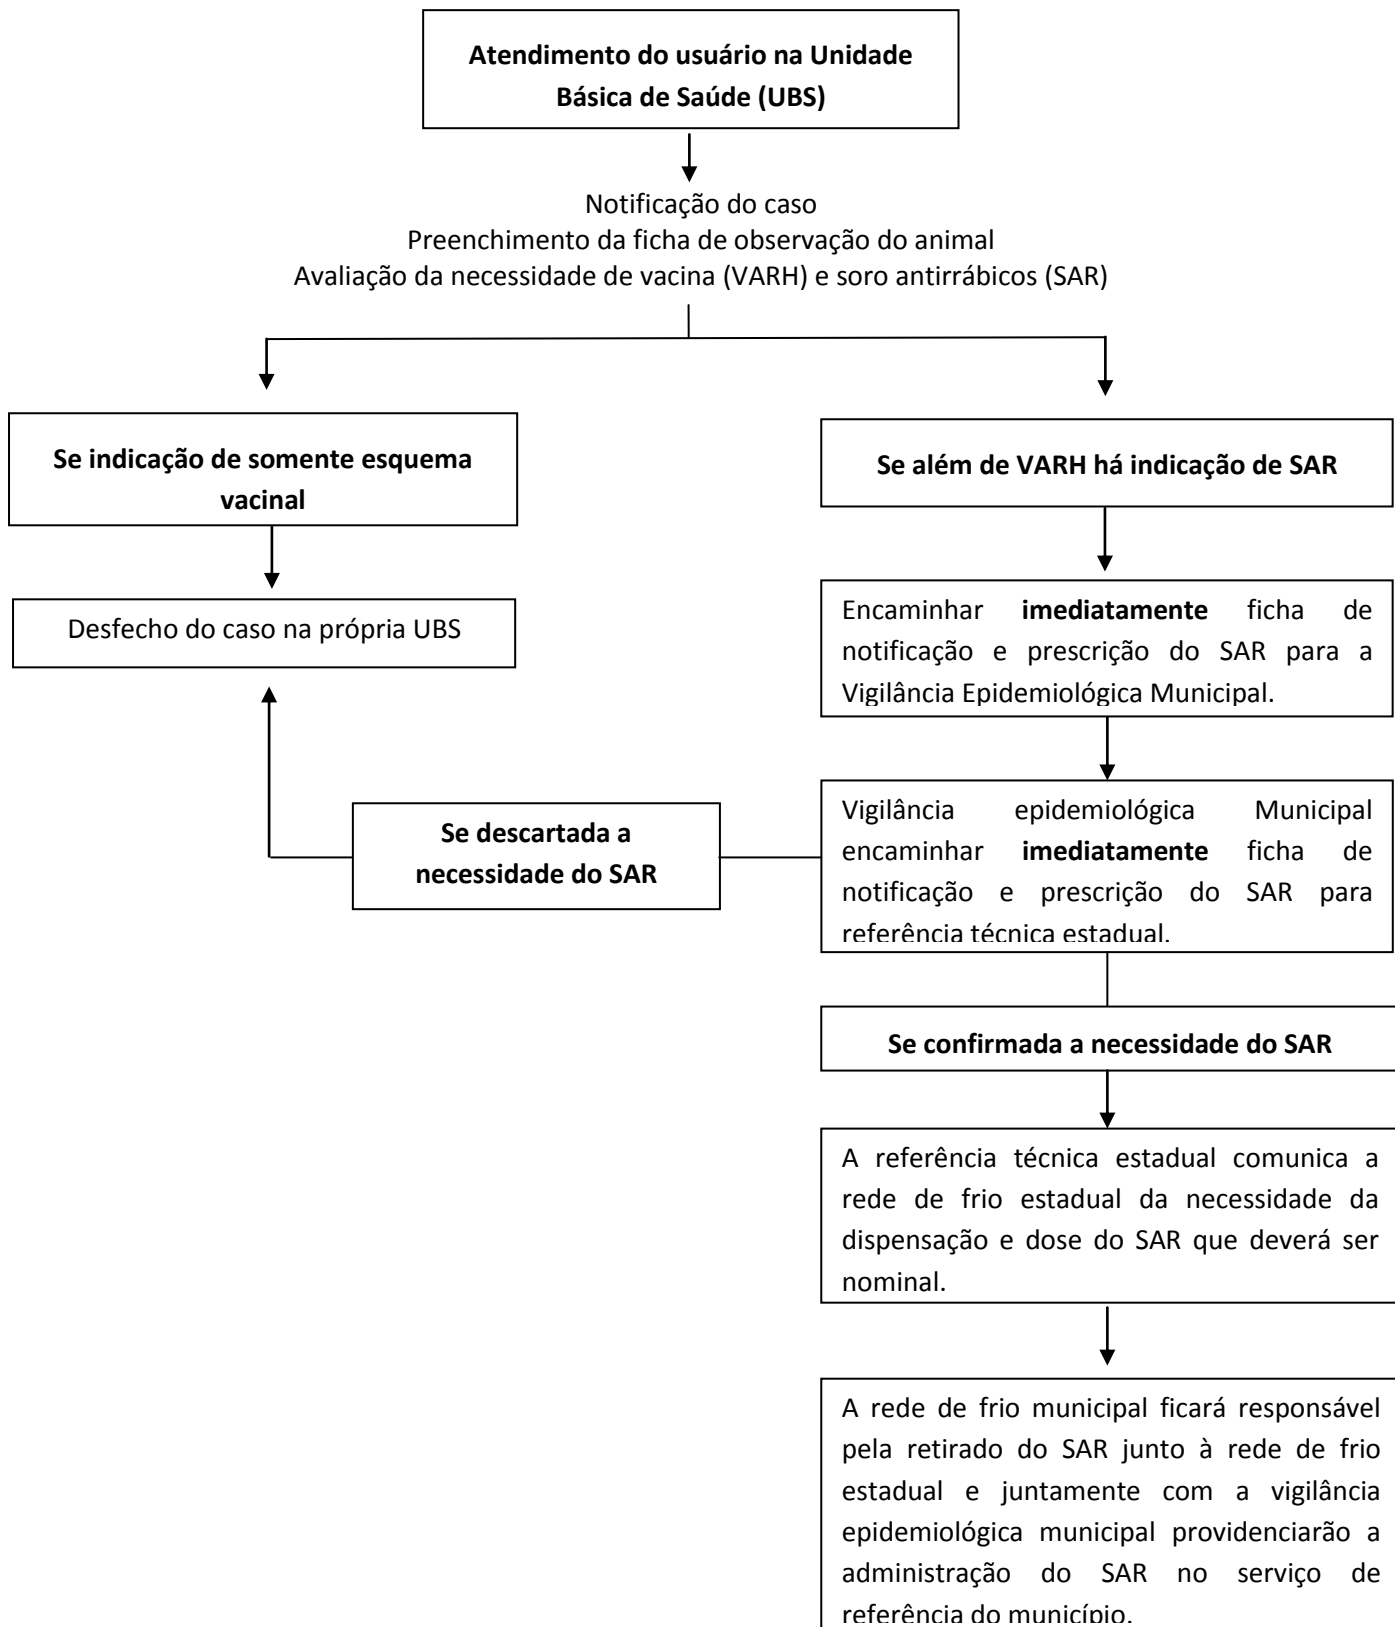 Atendimento do usuário na Unidade
Básica de Saúde (UBS)
Notificação do caso
Preenchimento da ficha de observação do animal
Avaliação da necessidade de vacina (VARH) e soro antirrábicos (SAR)
Se indicação de somente esquema
vacinal
Desfecho do caso na própria UBS
Se além de VARH há indicação de SAR
Encaminhar imediatamente ficha de
notificação e prescrição do SAR para a
Vigilância Epidemiológica Municipal.
Vigilância epidemiológica Municipal
encaminhar imediatamente ficha de
notificação e prescrição do SAR para
referência técnica estadual.
Se descartada a
necessidade do SAR
Se confirmada a necessidade do SAR
A referência técnica estadual comunica a
rede de frio estadual da necessidade da
dispensação e dose do SAR que deverá ser
nominal.
A rede de frio municipal ficará responsável
pela retirado do SAR junto à rede de frio
estadual e juntamente com a vigilância
epidemiológica municipal providenciarão a
administração do SAR no serviço de
referência do município.